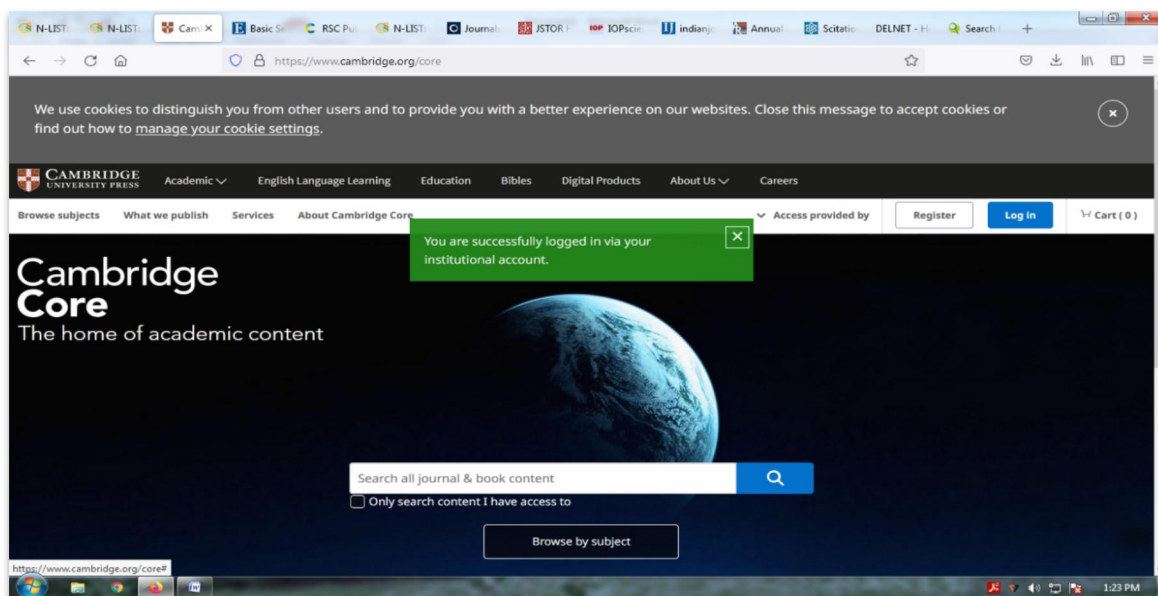 N-LIST: N-LIST: Cam Basic Se RSC Pu N-LIST: Journal JSTOR IOPscie indianjo Annual Scitatio DELNET - H Search
https://www.cambridge.org/core
We use cookies to distinguish you from other users and to provide you with a better experience on our websites. Close this message to accept cookies or
find out how to manage your cookie settings.
CAMBRIDGE
UNIVERSITY PRESS
Academic English Language Learning Education Bibles Digital Products About Us Careers
Browse subjects What we publish Services About Cambridge Core Access provided by Register Log in Cart ( 0 )
You are successfully logged in via your
institutional account.
Cambridge
Core
The home of academic content
Search all journal & book content
Only search content I have access to
Browse by subject
https://www.cambridge.org/core#
1:23 PM